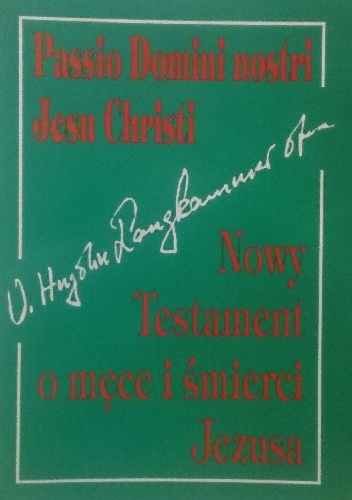 Passio Domini nostri
Jesu Christi
O. Hugolin Langkammer ofm
Nowy
Testament
o męce i śmierci
Jezusa